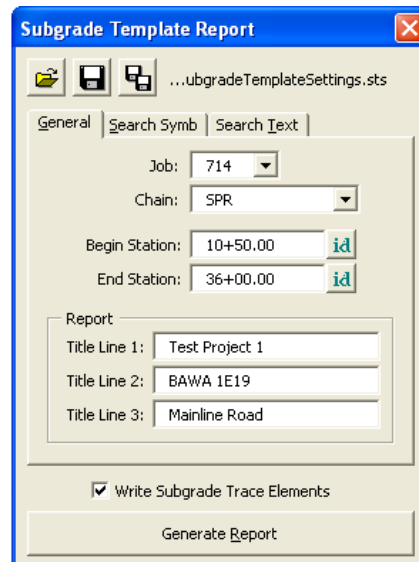 Subgrade Template Report
...ubgradeTemplateSettings.sts
General Search Symb Search Text
Job: 714
Chain: SPR
Begin Station: 10+50.00 id
End Station: 36+00.00 id
Report
Title Line 1: Test Project 1
Title Line 2: BAWA 1E19
Title Line 3: Mainline Road
Write Subgrade Trace Elements
Generate Report